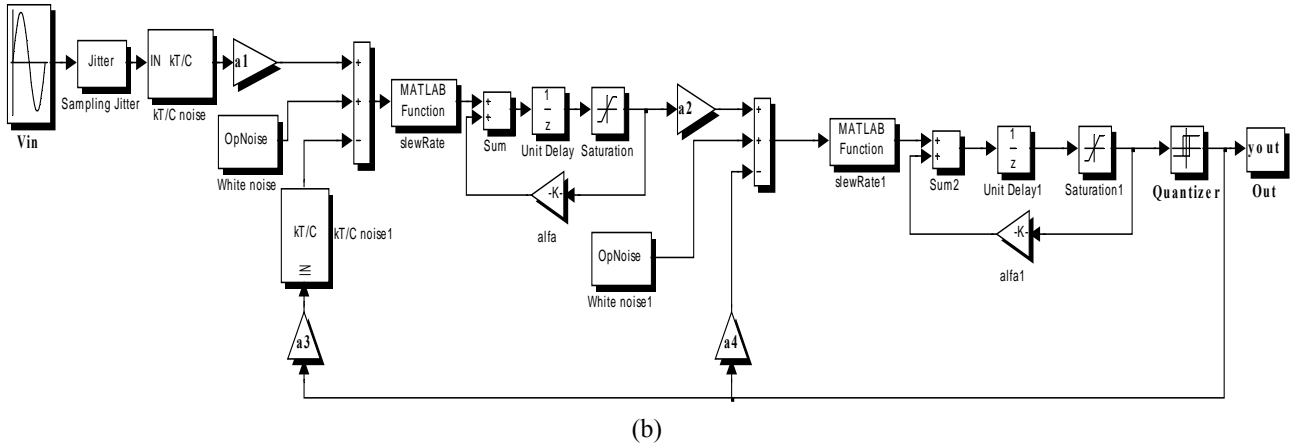 Vin
Jitter
Sampling Jitter
IN kT/C
kT/C noise
a1
OpNoise
White noise
+
+
-
MATLAB
Function
slewRate
+
+
Sum
1
z
Unit Delay
Saturation
-K-
alfa
kT/C
IN
kT/C noise1
a3
a2
OpNoise
White noise1
+
+
-
a4
MATLAB
Function
slewRate1
+
+
Sum2
1
z
Unit Delay1
Saturation1
-K-
alfa1
Quantizer
yout
Out
(b)